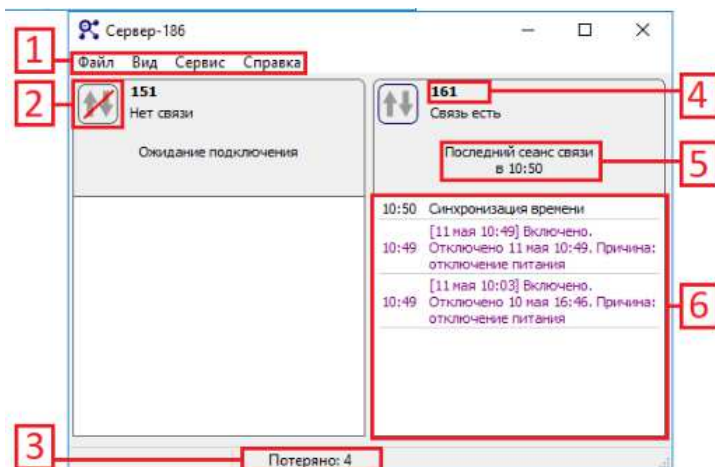 Сервер-186
1
Файл Вид Сервис Справка
2
151
Нет связи
Ожидание подключения
161
4
Связь есть
Последний сеанс связи
в 10:50
5
10:50 Синхронизация времени
[11 мая 10:49] Включено.
10:49 Отключено 11 мая 10:49. Причина:
отключение питания
[11 мая 10:03] Включено.
10:49 Отключено 10 мая 16:46. Причина:
отключение питания
6
3
Потеряно: 4